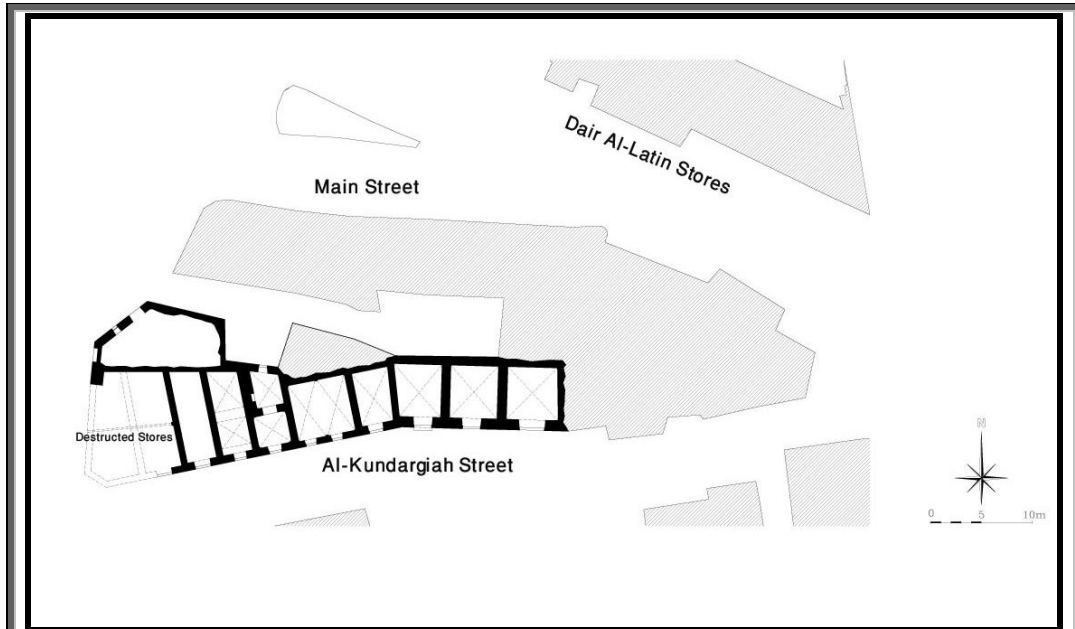 Dair Al-Latin Stores
Main Street
Destructed Stores
Al-Kundargiah Street
N
0 5 10m